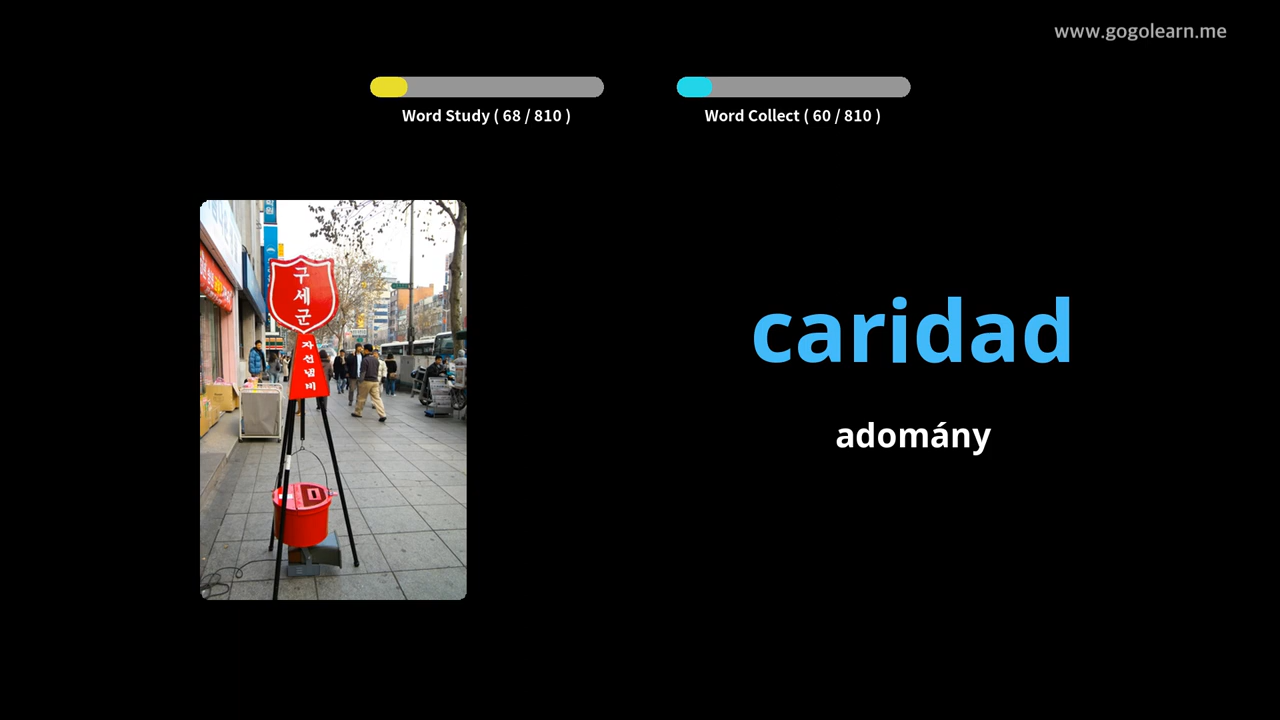 www.gogolearn.me
Word Study ( 68 / 810 )
Word Collect ( 60 / 810 )
구
세
군
자
선
냄
비
caridad
adomány